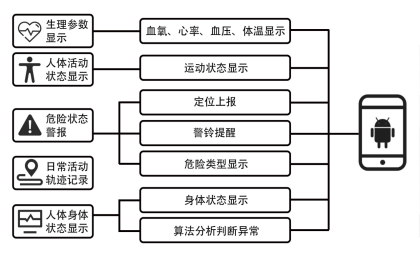 生理参数
显示
血氧、心率、血压、体温显示
人体活动
状态显示
运动状态显示
危险状态
警报
定位上报
警铃提醒
危险类型显示
日常活动
轨迹记录
人体身体
状态显示
身体状态显示
算法分析判断异常